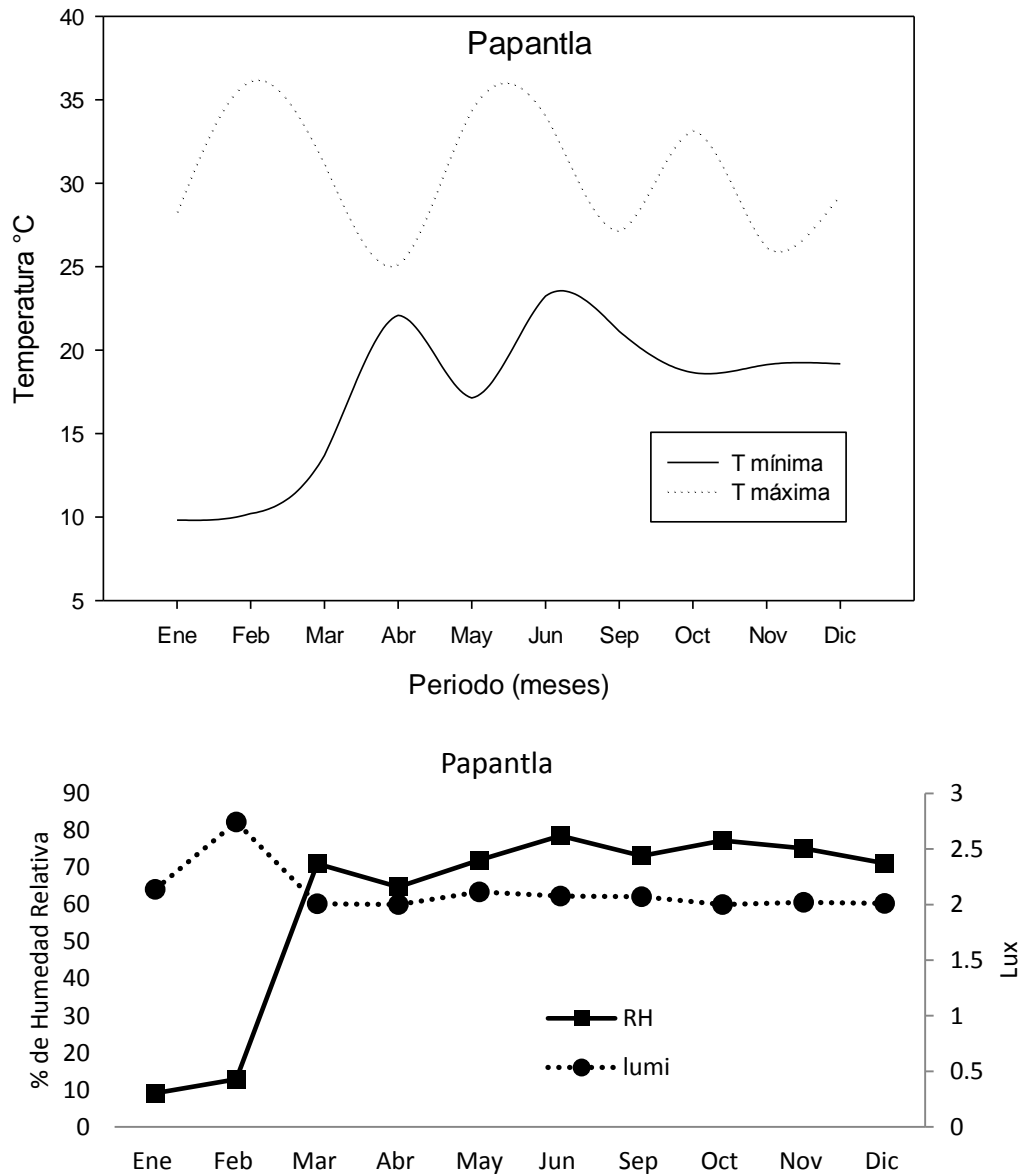 Papantla
Temperatura °C
40
35
30
25
20
15
10
5
T mínima
T máxima
Ene Feb Mar Abr May Jun Sep Oct Nov Dic
Periodo (meses)
Papantla
% de Humedad Relativa
90
80
70
60
50
40
30
20
10
0
3
2.5
2
1.5
1
0.5
0
Lux
RH
lumi
Ene Feb Mar Abr May Jun Sep Oct Nov Dic